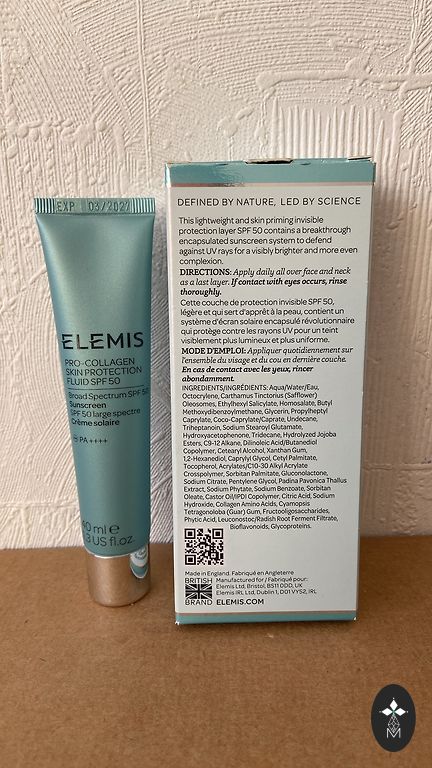 EXP 03/2027
ELEMIS
PRO-COLLAGEN
SKIN PROTECTION
FLUID SPF 50
Broad Spectrum SPF 50
Sunscreen
SPF 50 large spectre
Crème solaire
PA ++++
40 ml e
US fl.oz.
DEFINED BY NATURE, LED BY SCIENCE
This lightweight and skin priming invisible
protection layer SPF 50 contains a breakthrough
encapsulated sunscreen system to defend
against UV rays for a visibly brighter and more even
complexion.
DIRECTIONS: Apply daily all over face and neck
as a last layer. If contact with eyes occurs, rinse
thoroughly.
Cette couche de protection invisible SPF 50,
légère et qui sert d'apprêt à la peau, contient un
système d'écran solaire encapsulé révolutionnaire
qui protège contre les rayons UV pour un teint
visiblement plus lumineux et plus uniforme.
MODE D'EMPLOI: Appliquer quotidiennement sur
l'ensemble du visage et du cou en dernière couche.
En cas de contact avec les yeux, rincer
abondamment.
INGREDIENTS/INGRÉDIENTS: Aqua/Water/Eau,
Octocrylene, Carthamus Tinctorius (Safflower)
Oleosomes, Ethylhexyl Salicylate, Homosalate, Butyl
Methoxydibenzoylmethane, Glycerin, Propylheptyl
Caprylate, Coco-Caprylate/Caprate, Undecane,
Triheptanoin, Sodium Stearoyl Glutamate,
Hydroxyacetophenone, Tridecane, Hydrolyzed Jojoba
Esters, C9-12 Alkane, Dilinoleic Acid/Butanediol
Copolymer, Cetearyl Alcohol, Xanthan Gum,
1,2-Hexanediol, Caprylyl Glycol, Cetyl Palmitate,
Tocopherol, Acrylates/C10-30 Alkyl Acrylate
Crosspolymer, Sorbitan Palmitate, Gluconolactone,
Sodium Citrate, Pentylene Glycol, Padina Pavonica Thallus
Extract, Sodium Phytate, Sodium Benzoate, Sorbitan
Oleate, Castor Oil/IPDI Copolymer, Citric Acid, Sodium
Hydroxide, Collagen Amino Acids, Cyamopsis
Tetragonoloba (Guar) Gum, Fructooligosaccharides,
Phytic Acid, Leuconostoc/Radish Root Ferment Filtrate,
Bioflavonoids, Glycoproteins.
Made in England. Fabriqué en Angleterre
BRITISH
BRAND
Manufactured for / Fabriqué pour:
Elemis Ltd, Bristol, BS11 0DD, UK
Elemis IRL Ltd, Dublin 1, D01 VY52, IRL
ELEMIS.COM
M